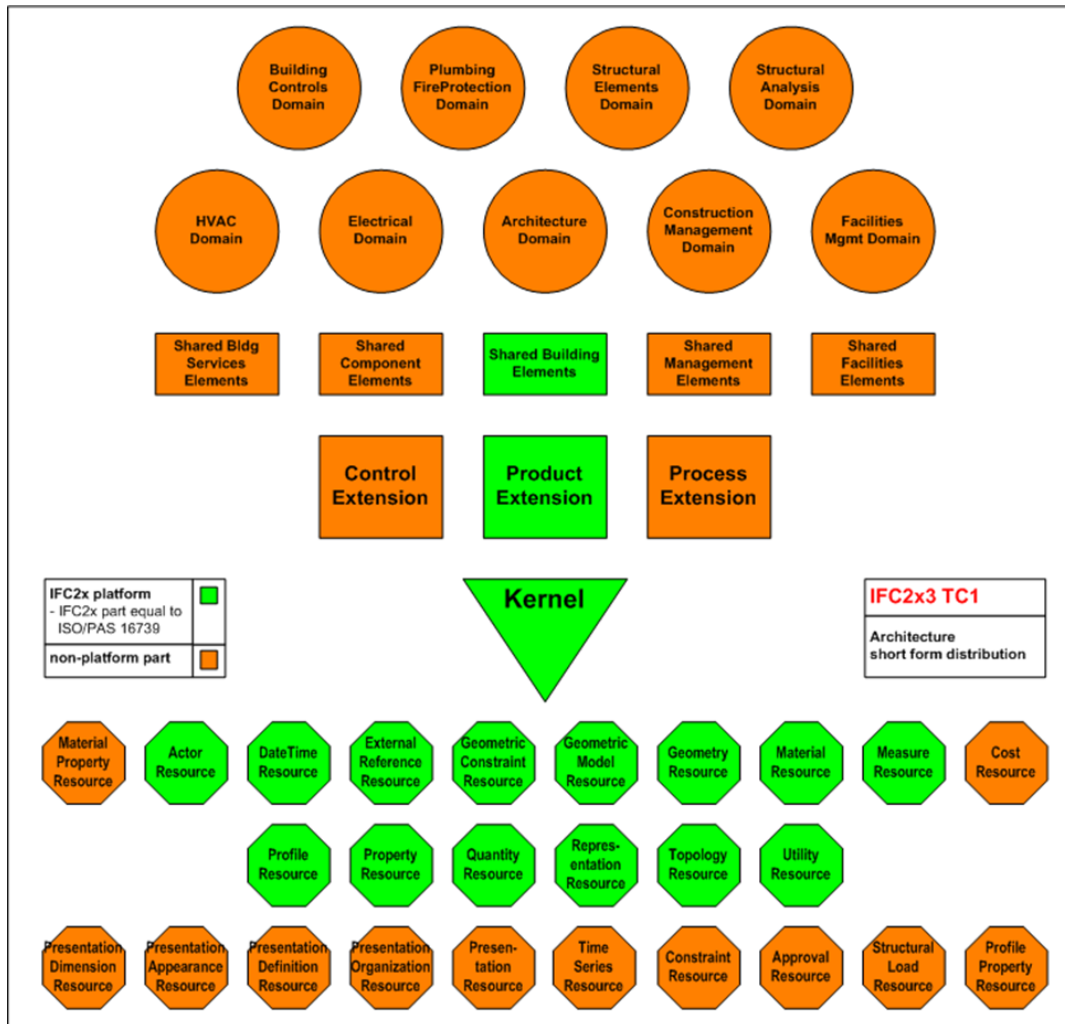 Building
Controls
Domain
Plumbing
FireProtection
Domain
Structural
Elements
Domain
Structural
Analysis
Domain
HVAC
Domain
Electrical
Domain
Architecture
Domain
Construction
Management
Domain
Facilities
Mgmt Domain
Shared Bldg
Services
Elements
Shared
Component
Elements
Shared Building
Elements
Shared
Management
Elements
Shared
Facilities
Elements
Control
Extension
Product
Extension
Process
Extension
IFC2x platform
- IFC2x part equal to
ISO/PAS 16739
non-platform part
Kernel
IFC2x3 TC1
Architecture
short form distribution
Material
Property
Resource
Actor
Resource
DateTime
Resource
External
Reference
Resource
Geometric
Constraint
Resource
Geometric
Model
Resource
Geometry
Resource
Material
Resource
Measure
Resource
Cost
Resource
Profile
Resource
Property
Resource
Quantity
Resource
Repres-
entation
Resource
Topology
Resource
Utility
Resource
Presentation
Dimension
Resource
Presentation
Appearance
Resource
Presentation
Definition
Resource
Presentation
Organization
Resource
Presen-
tation
Resource
Time
Series
Resource
Constraint
Resource
Approval
Resource
Structural
Load
Resource
Profile
Property
Resource